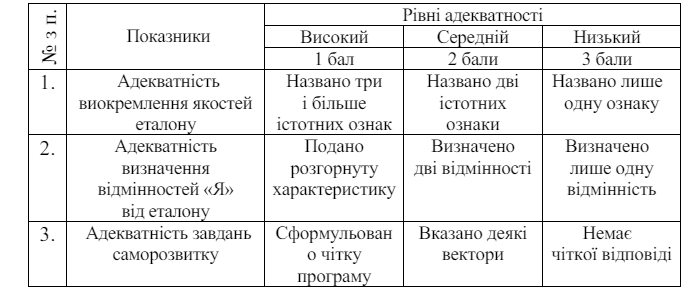 № з п.
Показники
Рівні адекватності
Високий
Середній
Низький
1 бал
2 бали
3 бали
1.
Адекватність
виокремлення якостей
еталону
Названо три
і більше
істотних ознак
Названо дві
істотних
ознаки
Названо лише
одну ознаку
2.
Адекватність
визначення
відмінностей «Я»
від еталону
Подано
розгорнуту
характеристику
Визначено
дві відмінності
Визначено
лише одну
відмінність
3.
Адекватність завдань
саморозвитку
Сформульован
о чітку
програму
Вказано деякі
вектори
Немає
чіткої відповіді